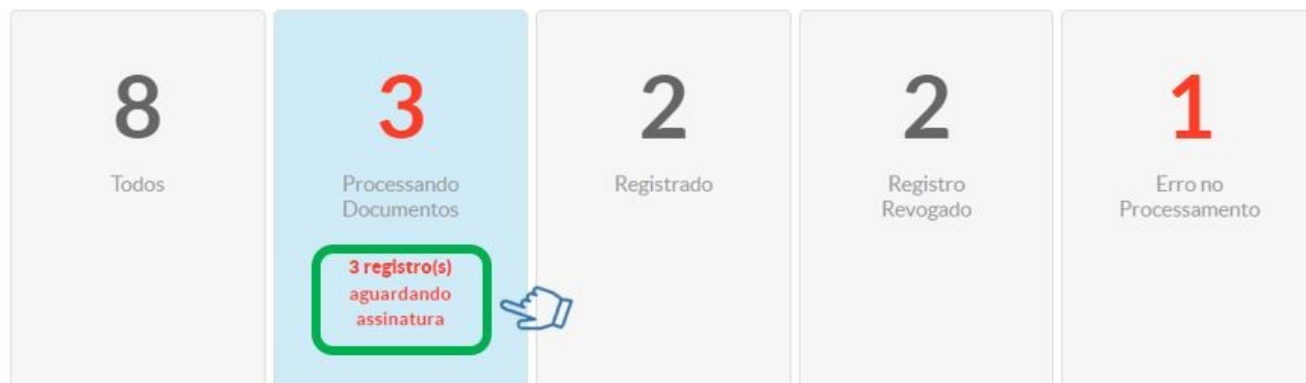 8
Todos
3
Processando
Documentos
3 registro(s)
aguardando
assinatura
2
Registrado
2
Registro
Revogado
1
Erro no
Processamento